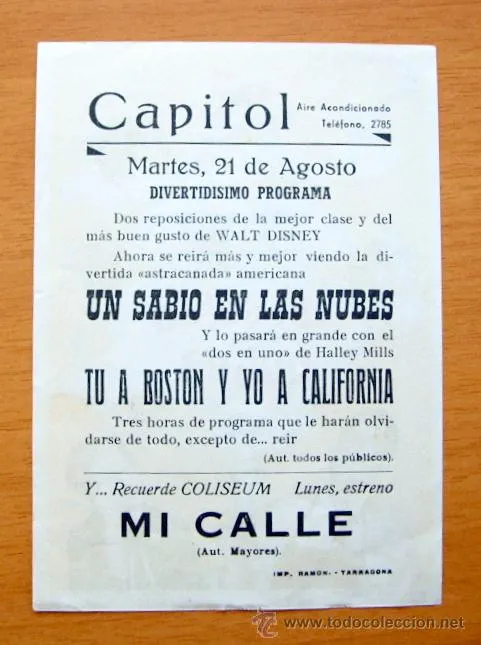 Capitol
Aire Acondicionado
Teléfono, 2785
Martes, 21 de Agosto
DIVERTIDISIMO PROGRAMA
Dos reposiciones de la mejor clase y del
más buen gusto de WALT DISNEY
Ahora se reirá más y mejor viendo la di-
vertida «astracanada» americana
UN SABIO EN LAS NUBES
Y lo pasará en grande con el
«dos en uno» de Halley Mills
TU A BOSTON Y YO A CALIFORNIA
Tres horas de programa que le harán olvi-
darse de todo, excepto de... reir
(Aut. todos los públicos).
Y... Recuerde COLISEUM Lunes, estreno
MI CALLE
(Aut. Mayores).
IMP. RAMON. - TARRAGONA
www.todocoleccion.net